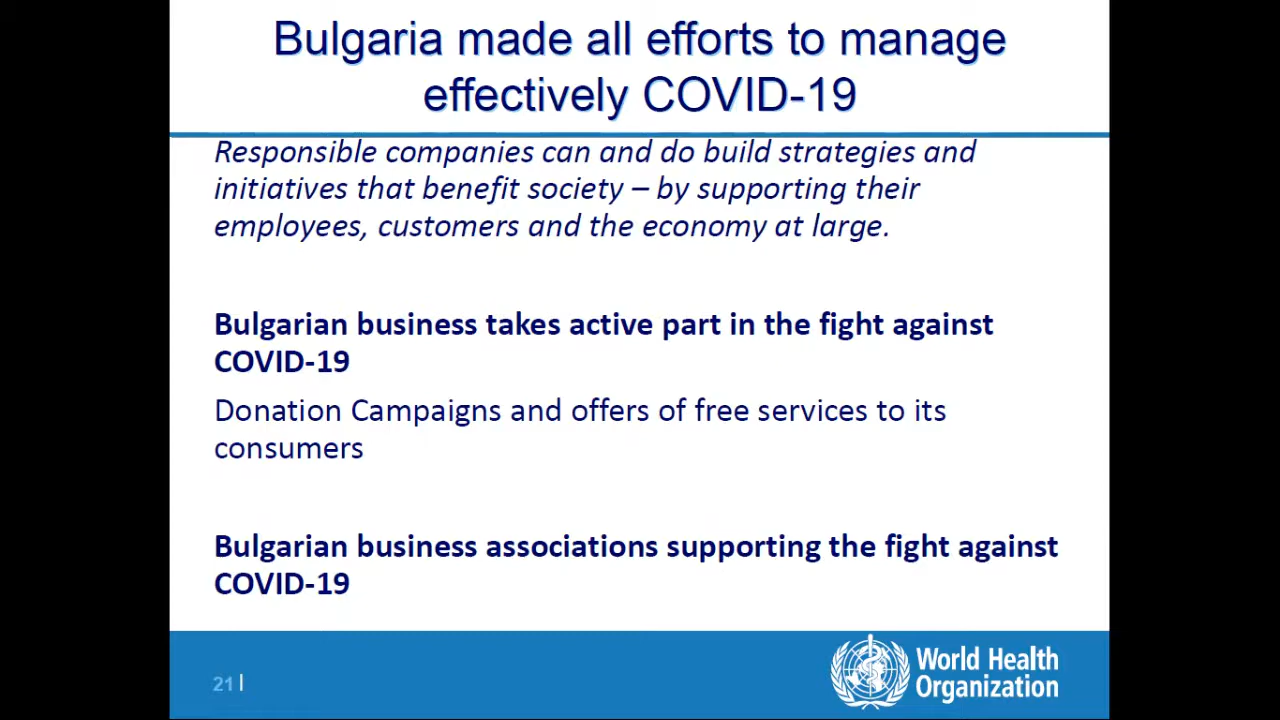 Bulgaria made all efforts to manage
effectively COVID-19
Responsible companies can and do build strategies and
initiatives that benefit society – by supporting their
employees, customers and the economy at large.
Bulgarian business takes active part in the fight against
COVID-19
Donation Campaigns and offers of free services to its
consumers
Bulgarian business associations supporting the fight against
COVID-19
21 |
World Health
Organization